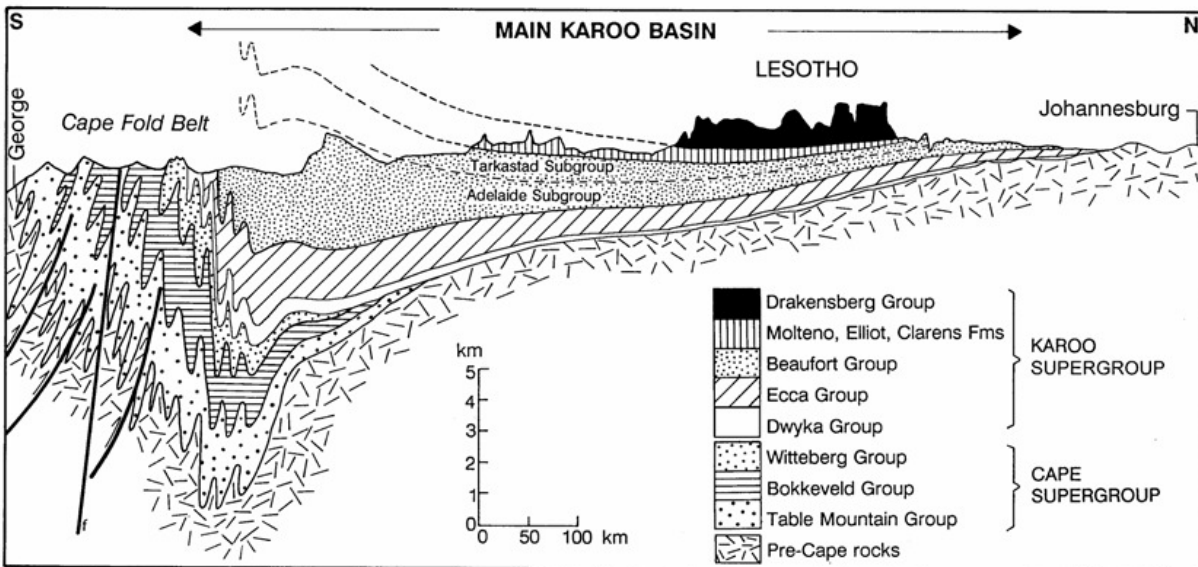 S
MAIN KAROO BASIN
N
LESOTHO
George
Cape Fold Belt
Johannesburg
Tarkastad Subgroup
Adelaide Subgroup
f
km
5
4
3
2
1
0
0 50 100 km
Drakensberg Group
Molteno, Elliot, Clarens Fms
Beaufort Group
Ecca Group
Dwyka Group
KAROO
SUPERGROUP
Witteberg Group
Bokkeveld Group
Table Mountain Group
CAPE
SUPERGROUP
Pre-Cape rocks